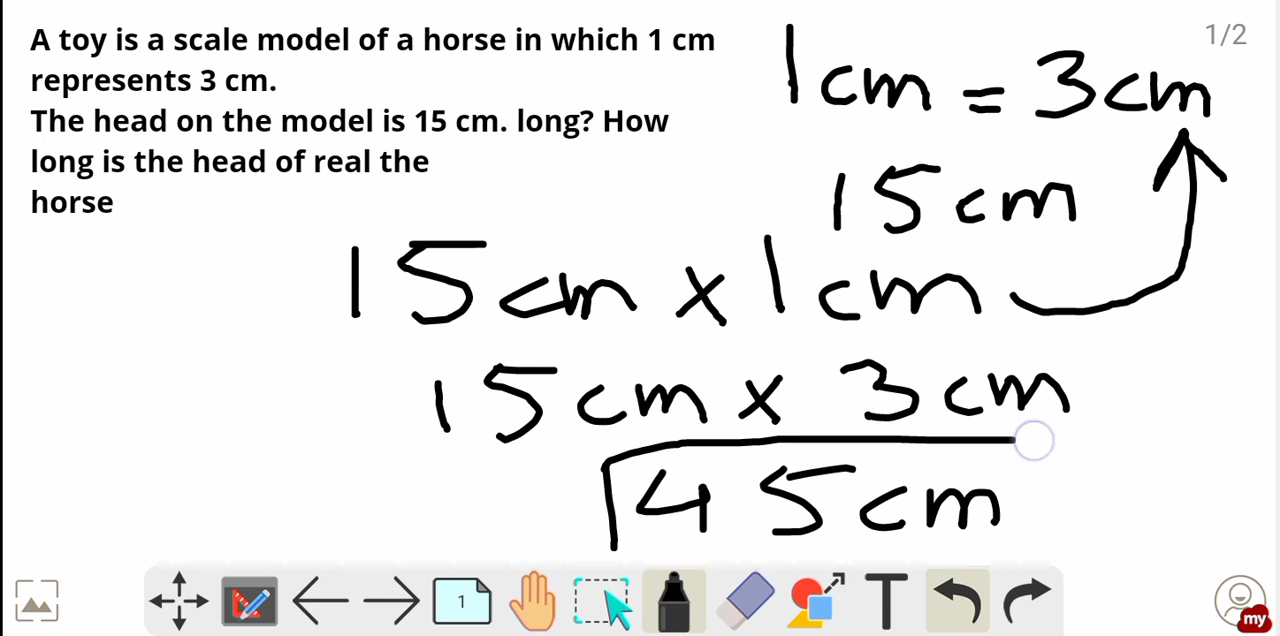 A toy is a scale model of a horse in which 1 cm
represents 3 cm.
The head on the model is 15 cm. long? How
long is the head of real the
horse
1cm = 3cm
15cm
15cm x 1cm
15cm x 3cm
45cm
1/2
1
T
my